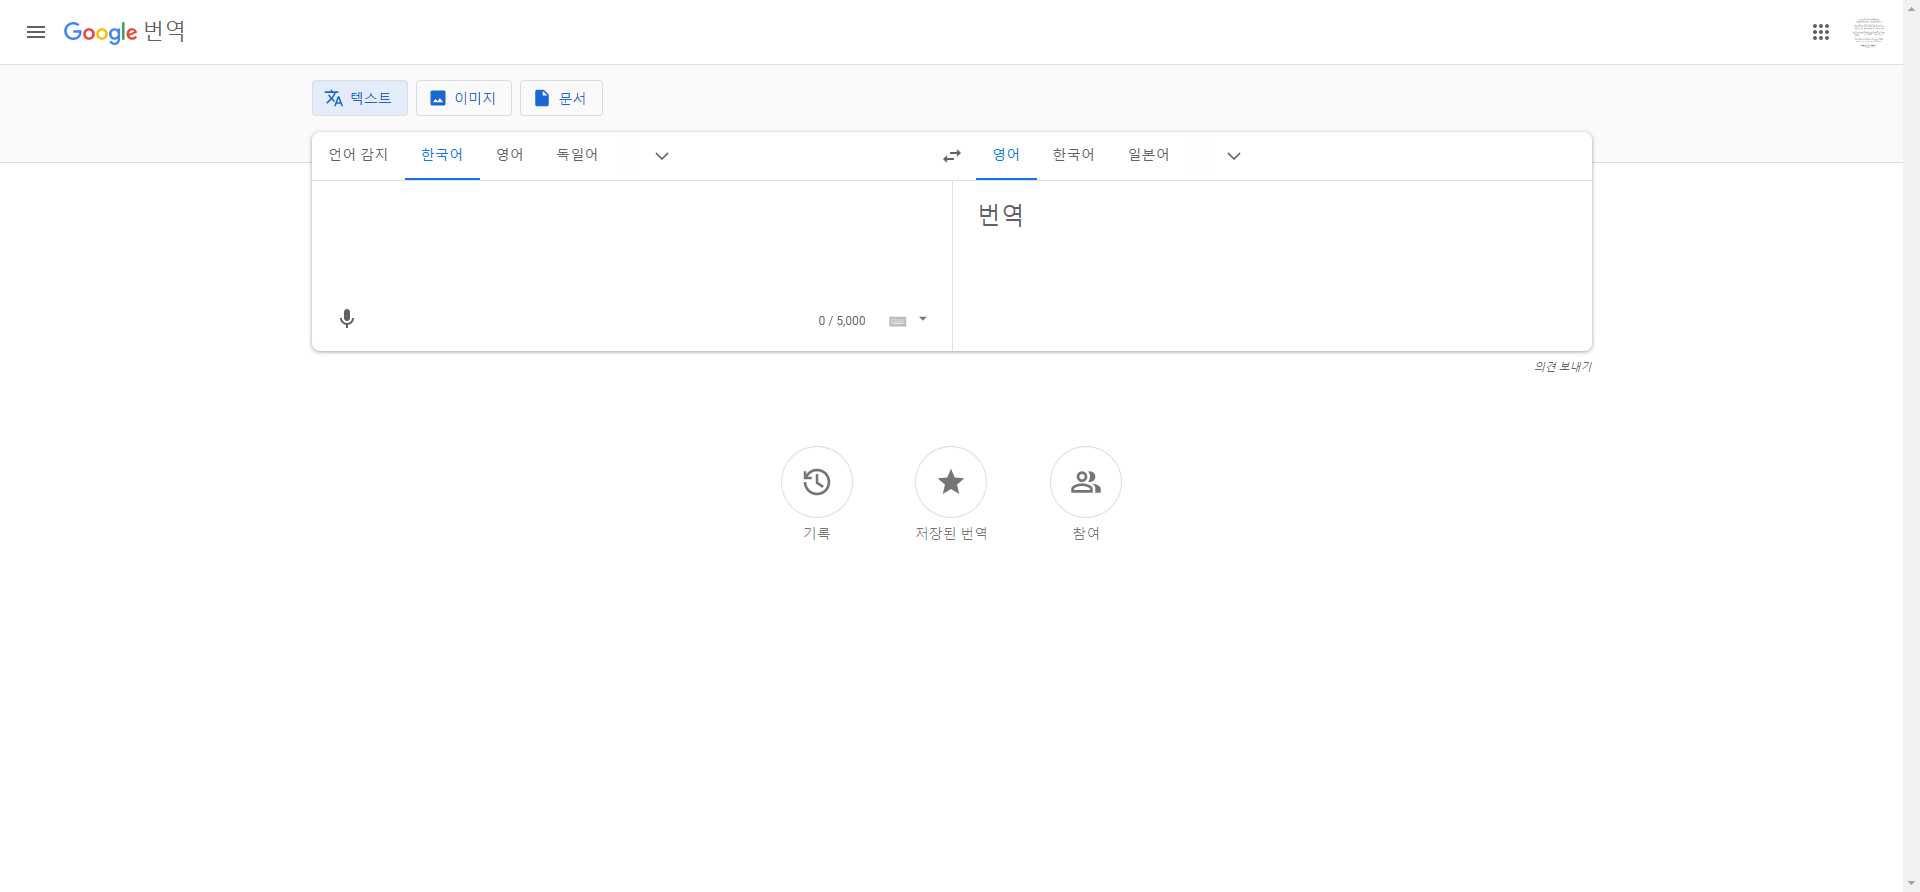 Google 번역
텍스트 이미지 문서
언어 감지 한국어 영어 독일어 영어 한국어 일본어
번역
0 / 5,000
의견 보내기
기록 저장된 번역 참여